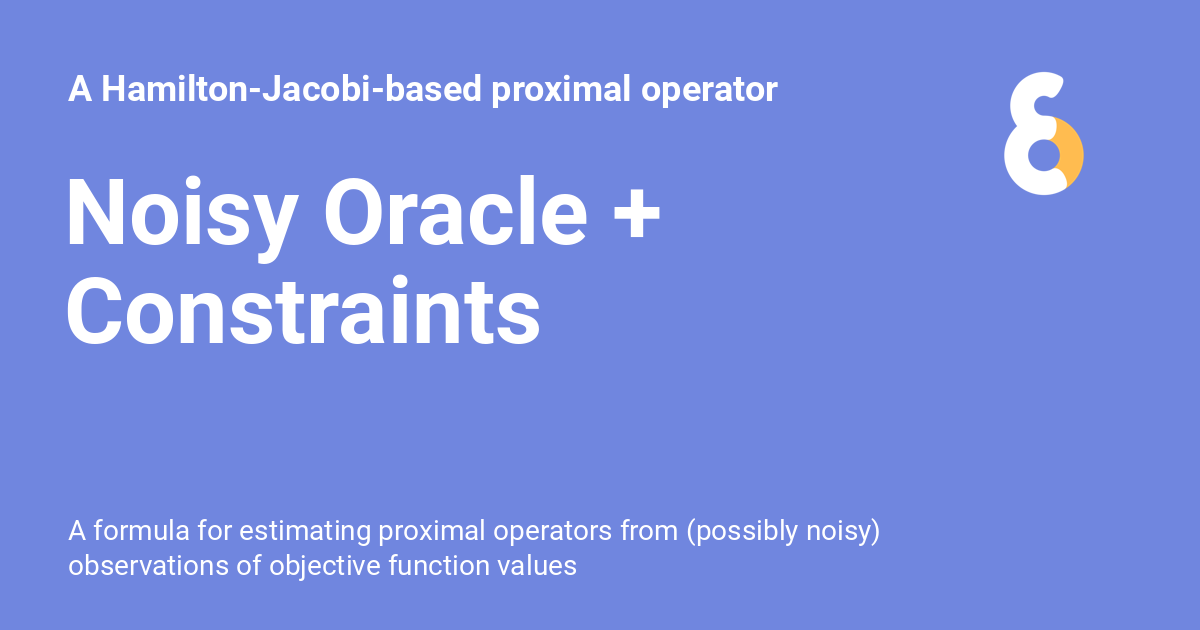 A Hamilton-Jacobi-based proximal operator
Noisy Oracle +
Constraints
A formula for estimating proximal operators from (possibly noisy)
observations of objective function values